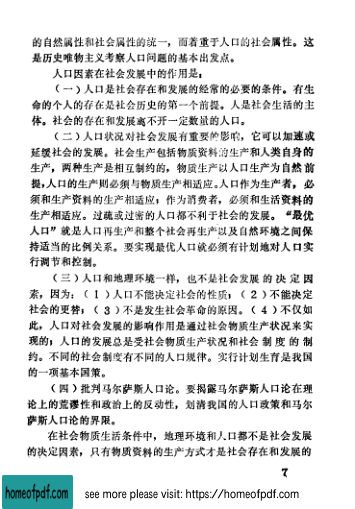 的自然属性和社会属性的统一，而着重于人口的社会属性。这
是历史唯物主义考察人口问题的基本出发点。
人口因素在社会发展中的作用是：
（一）人口是社会存在和发展的经常的必要的条件。有生
命的个人的存在是社会历史的第一个前提。人是社会生活的主
体。社会的存在和发展离不开一定数量的人口。
（二）人口状况对社会发展有重要的影响，它可以加速或
延缓社会的发展。社会生产包括物质资料的生产和人类自身的
生产，两种生产是相互制约的，物质生产以人口生产为自然前
提，人口的生产则必须与物质生产相适应。人口作为生产者，必
须和生产资料的生产相适应；作为消费者，必须和生活资料的
生产相适应。过疏或过密的人口都不利于社会的发展。“最优
人口”就是人口再生产和整个社会再生产以及自然环境之间保
持适当的比例关系。要实现最优人口就必须有计划地对人口实
行调节和控制。
（三）人口和地理环境一样，也不是社会发展的决定因
素，因为：（1）人口不能决定社会的性质；（2）不能决定
社会的更替；（3）不是发生社会革命的原因。（4）不仅如
此，人口对社会发展的影响作用是通过社会物质生产状况来实
现的；人口的发展总是受社会物质生产状况和社会制度的制
约。不同的社会制度有不同的人口规律。实行计划生育是我国
的一项基本国策。
（四）批判马尔萨斯人口论。要揭露马尔萨斯人口论在理
论上的荒谬性和政治上的反动性，划清我国的人口政策和马尔
萨斯人口论的界限。
在社会物质生活条件中，地理环境和人口都不是社会发展
的决定因素，只有物质资料的生产方式才是社会存在和发展的
7
homeofpdf.com
see more please visit: https://homeofpdf.com